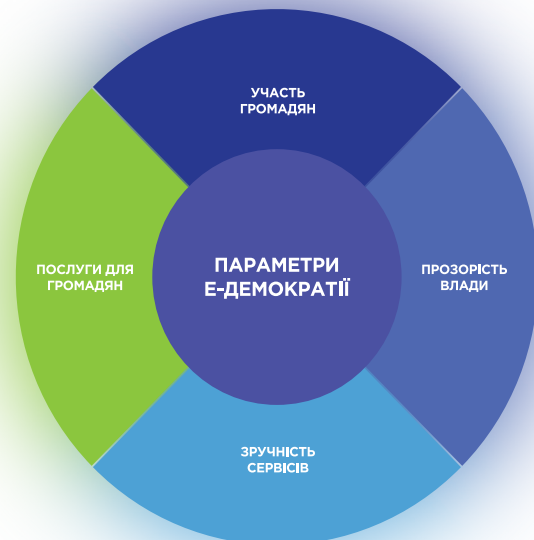 УЧАСТЬ
ГРОМАДЯН
ПОСЛУГИ ДЛЯ
ГРОМАДЯН
ПАРАМЕТРИ
Е-ДЕМОКРАТІЇ
ПРОЗОРІСТЬ
ВЛАДИ
ЗРУЧНІСТЬ
СЕРВІСІВ